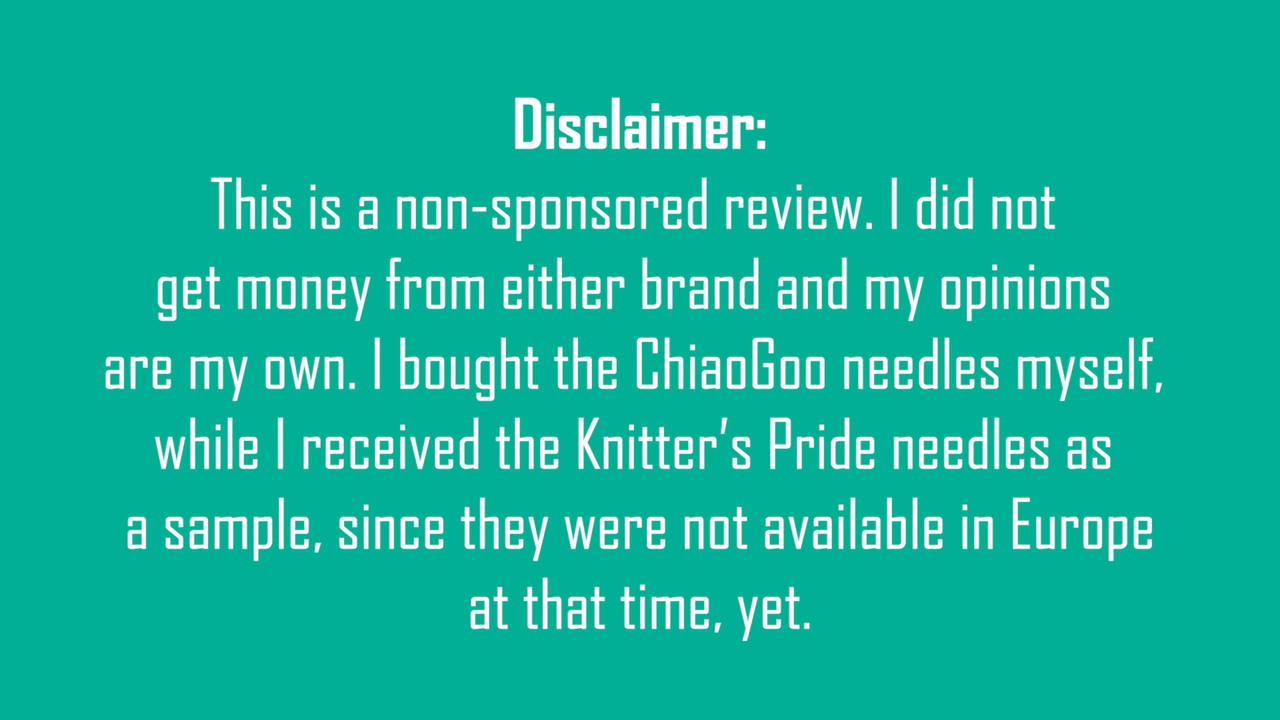 Disclaimer:
This is a non-sponsored review. I did not
get money from either brand and my opinions
are my own. I bought the ChiaoGoo needles myself,
while I received the Knitter’s Pride needles as
a sample, since they were not available in Europe
at that time, yet.